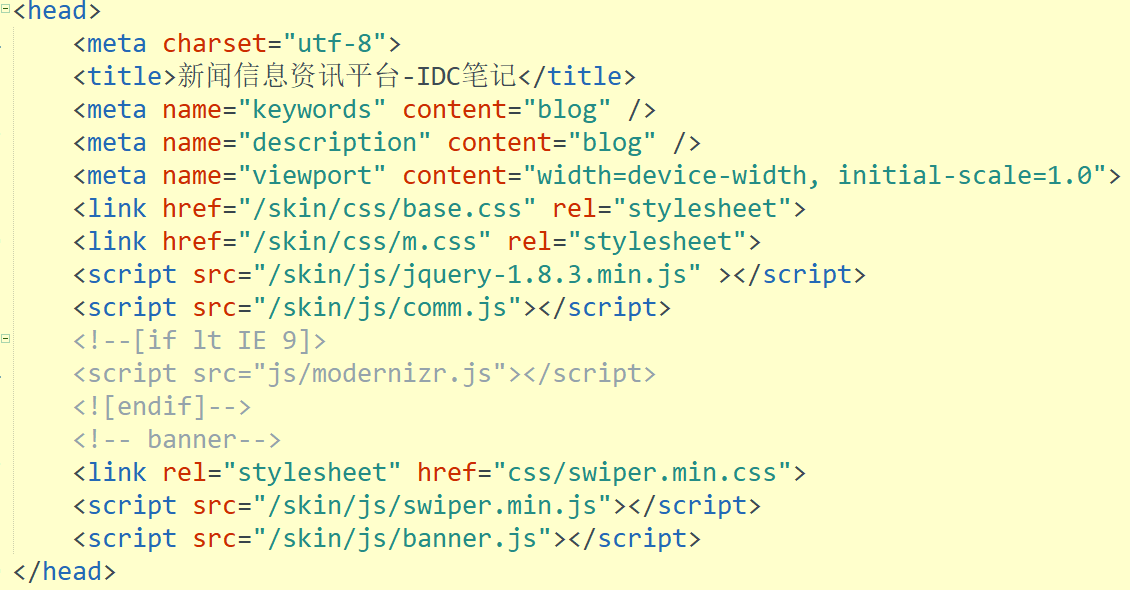 <head>
<meta charset="utf-8">
<title>新闻信息资讯平台-IDC笔记</title>
<meta name="keywords" content="blog" />
<meta name="description" content="blog" />
<meta name="viewport" content="width=device-width, initial-scale=1.0">
<link href="/skin/css/base.css" rel="stylesheet">
<link href="/skin/css/m.css" rel="stylesheet">
<script src="/skin/js/jquery-1.8.3.min.js" ></script>
<script src="/skin/js/comm.js"></script>
<!--[if lt IE 9]>
<script src="js/modernizr.js"></script>
<![endif]-->
<!-- banner-->
<link rel="stylesheet" href="css/swiper.min.css">
<script src="/skin/js/swiper.min.js"></script>
<script src="/skin/js/banner.js"></script>
</head>